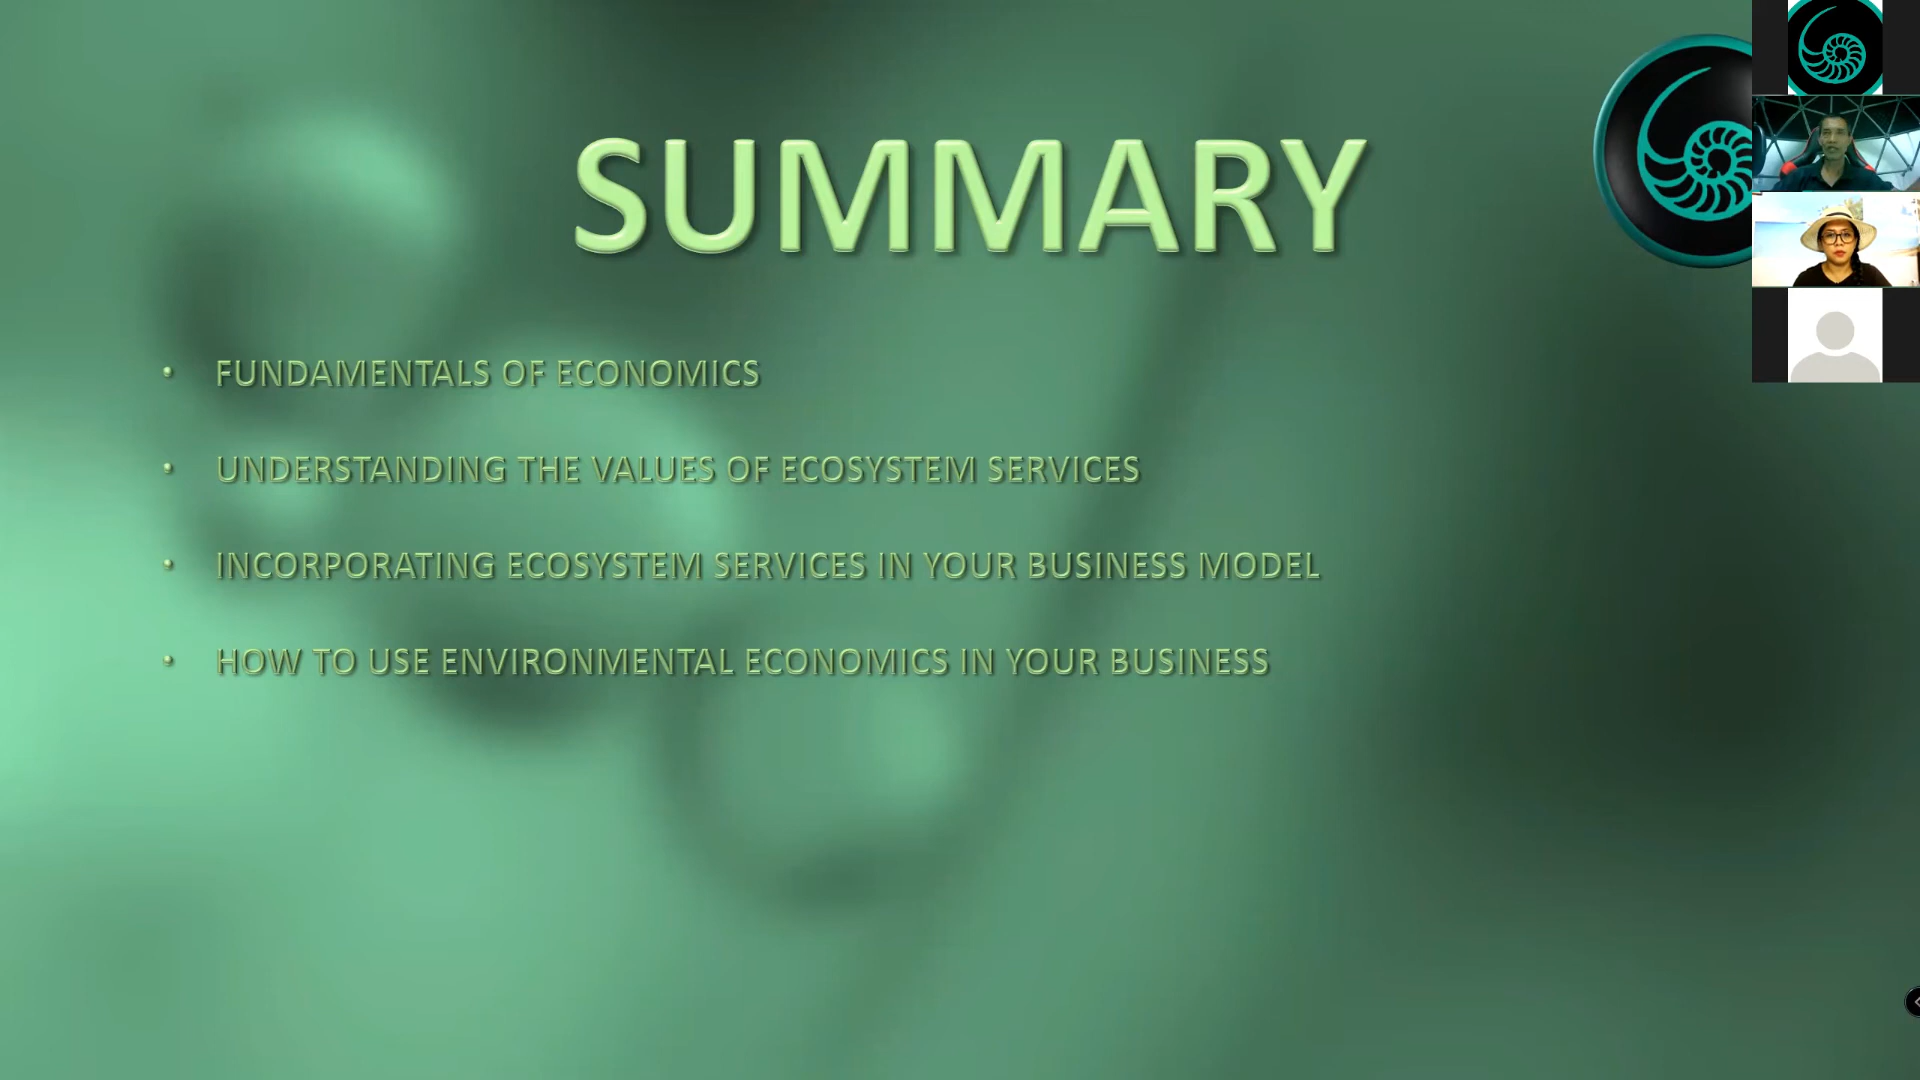 SUMMARY
• FUNDAMENTALS OF ECONOMICS
• UNDERSTANDING THE VALUES OF ECOSYSTEM SERVICES
• INCORPORATING ECOSYSTEM SERVICES IN YOUR BUSINESS MODEL
• HOW TO USE ENVIRONMENTAL ECONOMICS IN YOUR BUSINESS